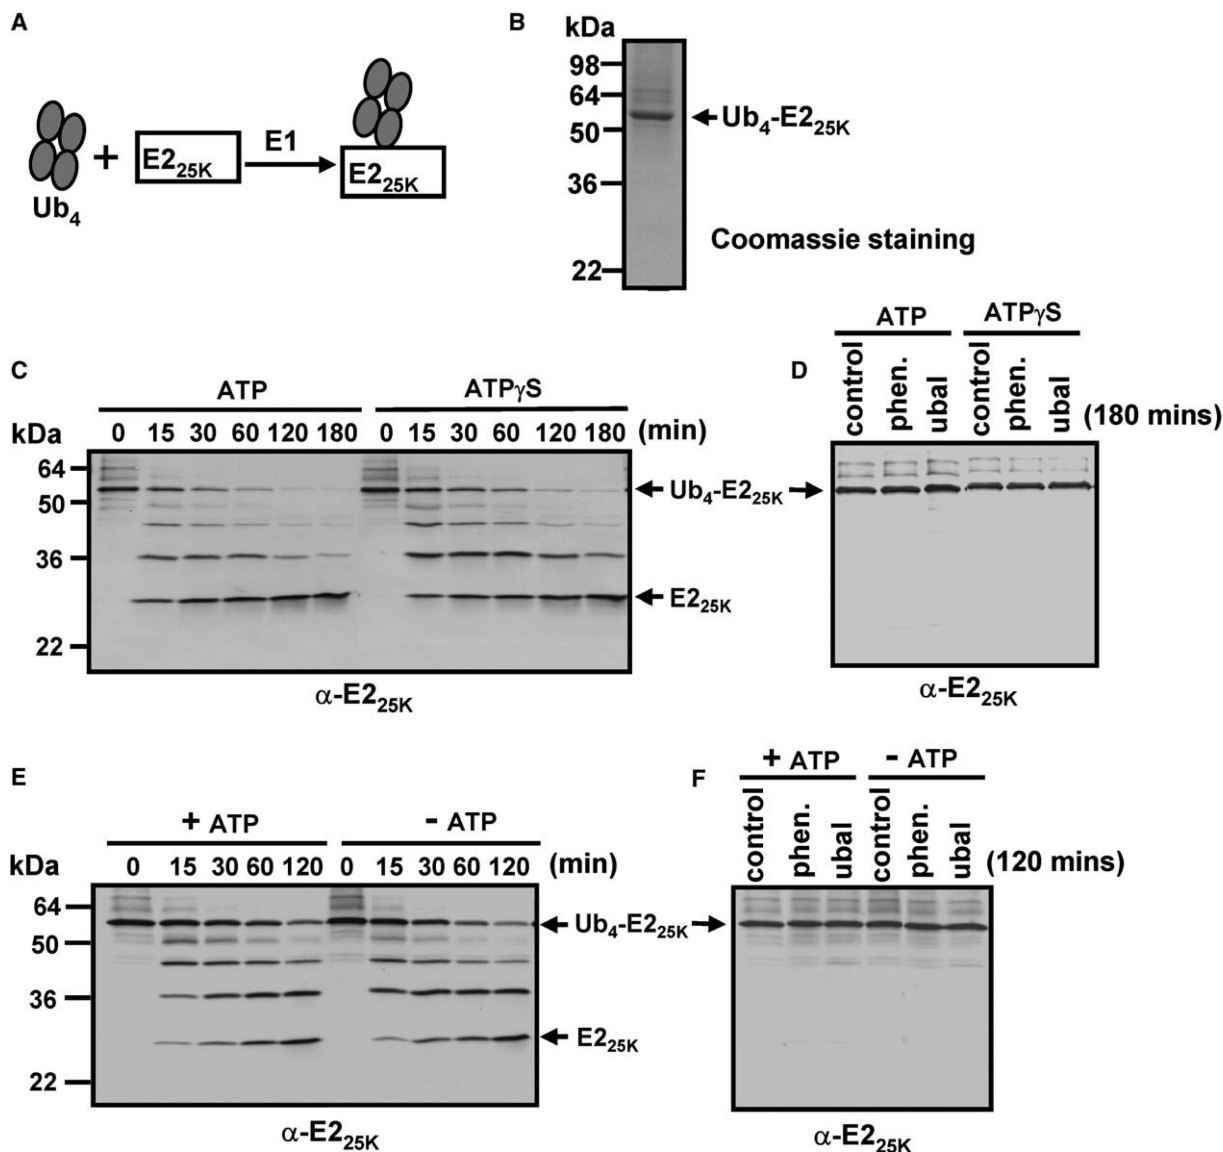 A
Ub4 + E225K E1 E225K
B
kDa
98
64
50
36
22
Ub4-E225K
Coomassie staining
C
ATP ATPγS
kDa 0 15 30 60 120 180 0 15 30 60 120 180 (min)
64
50
36
22
Ub4-E225K
E225K
α-E225K
D
ATP ATPγS
control phen. ubal control phen. ubal (180 mins)
α-E225K
E
+ ATP - ATP
kDa 0 15 30 60 120 0 15 30 60 120 (min)
64
50
36
22
Ub4-E225K
E225K
α-E225K
F
+ ATP - ATP
control phen. ubal control phen. ubal (120 mins)
α-E225K